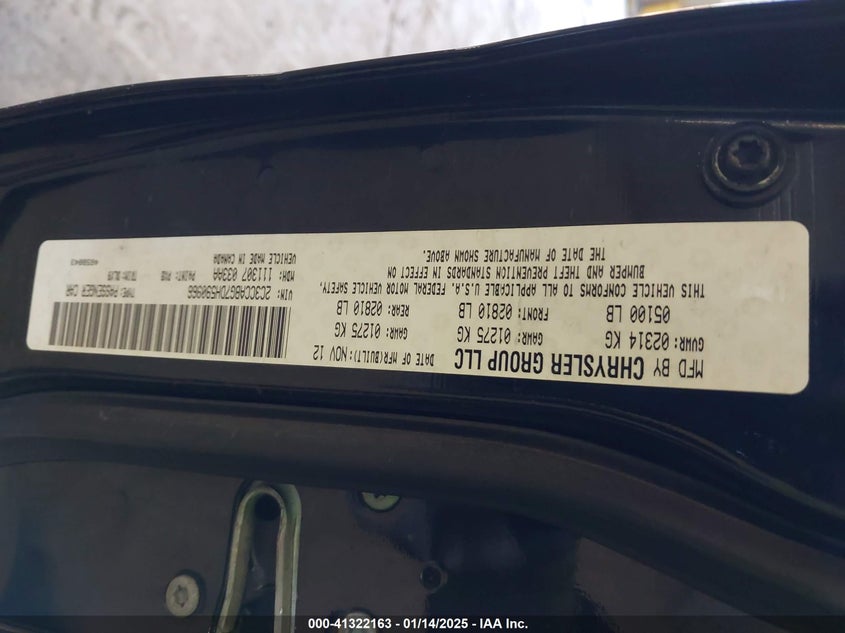 MFD BY CHRYSLER GROUP LLC
DATE OF MFR(BUILT): NOV 12
GVWR: 02314 KG
GAWR: 01275 KG
GAWR: 01275 KG
05100 LB
FRONT: 02810 LB
REAR: 02810 LB
THIS VEHICLE CONFORMS TO ALL APPLICABLE U.S.A. FEDERAL MOTOR VEHICLE SAFETY,
BUMPER AND THEFT PREVENTION STANDARDS IN EFFECT
THE DATE OF MANUFACTURE SHOWN ABOVE.
VIN: 2C3CCABG7DH590966
TYPE: PASSENGER CAR
MDH: 111307 033AA
PAINT:
TRIM:
VEHICLE MADE IN CANADA
000-41322163 - 01/14/2025 - IAA Inc.